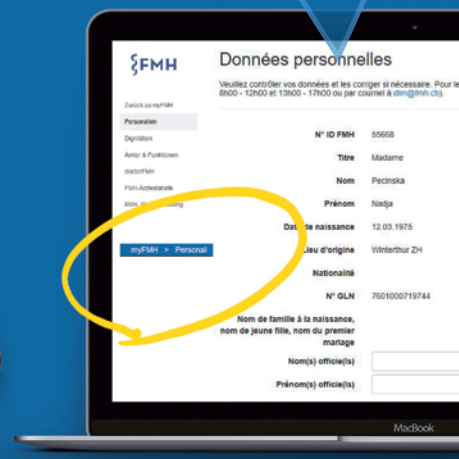 FMH
Données personnelles
Veuillez contrôler vos données et les corriger si nécessaire. Pour le
8h00 - 12h00 et 13h00 - 17h00 ou par courriel à dlm@fmh.ch).
Zurück zu myFMH
Personalien
Dignitäten
Ämter & Funktionen
doctorFMH
FMH-Ärztestatistik
myFMH > Personal
N° ID FMH 55668
Titre Madame
Nom Pecinska
Prénom Nadja
Date de naissance 12.03.1975
Lieu d'origine Winterthur ZH
Nationalité
N° GLN 7601000719744
Nom de famille à la naissance,
nom de jeune fille, nom du premier
mariage
Nom(s) officiel(s)
Prénom(s) officiel(s)
MacBook